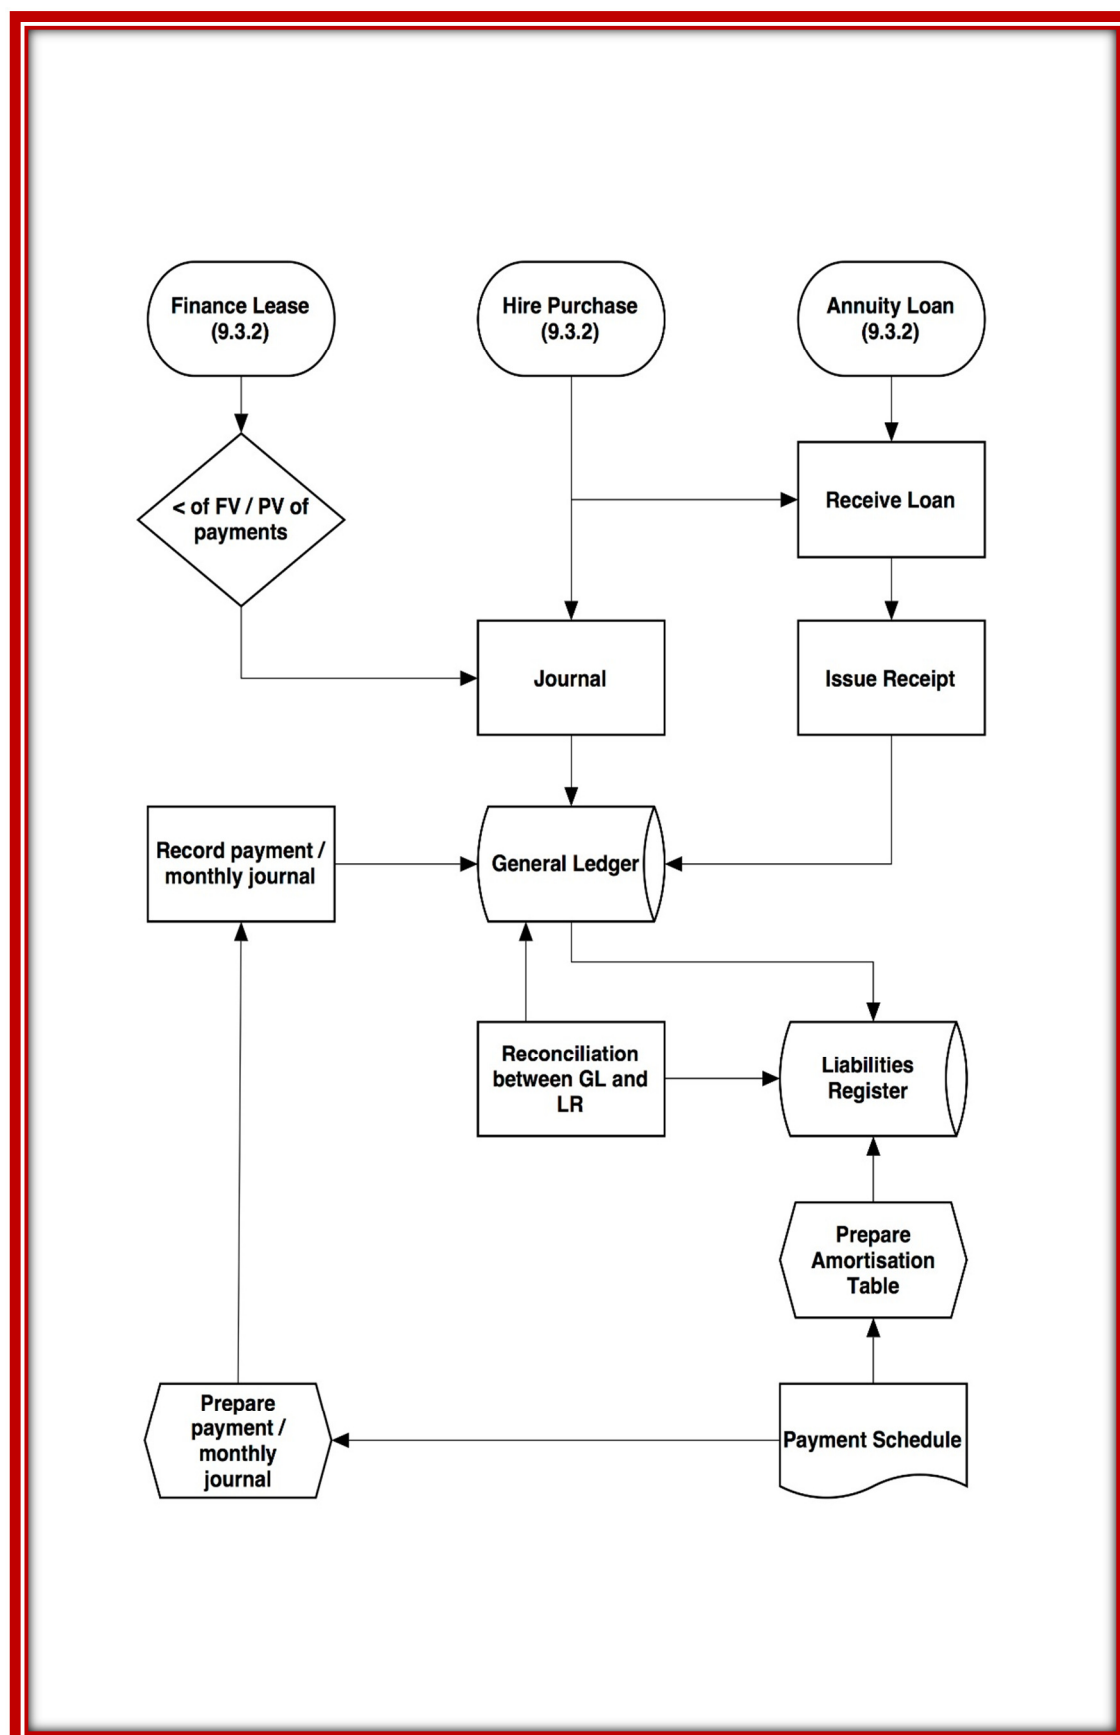 Finance Lease
(9.3.2)
Hire Purchase
(9.3.2)
Annuity Loan
(9.3.2)
< of FV / PV of
payments
Receive Loan
Journal
Issue Receipt
Record payment /
monthly journal
General Ledger
Reconciliation
between GL and
LR
Liabilities
Register
Prepare
Amortisation
Table
Prepare
payment /
monthly
journal
Payment Schedule